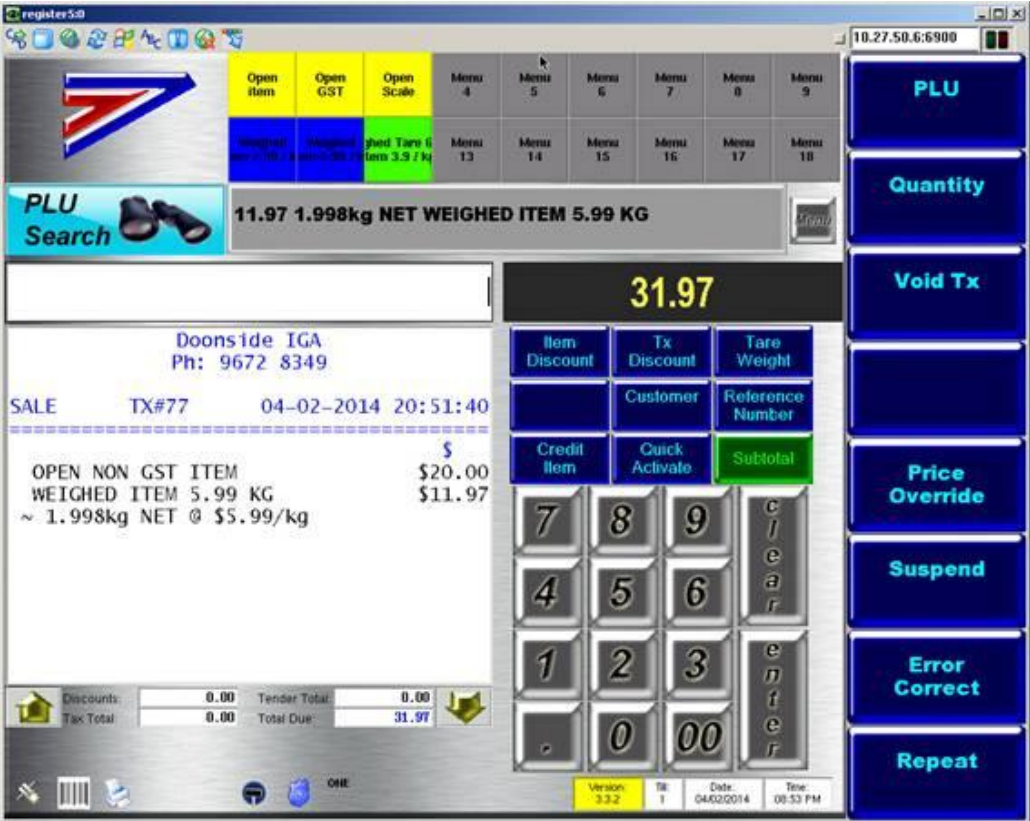 register5:0
10.27.50.6:6900
Open item
Open GST
Open Scale
Menu 4
Menu 5
Menu 6
Menu 7
Menu 8
Menu 9
ghed Tare
tem 3.9 / k
Menu 13
Menu 14
Menu 15
Menu 16
Menu 17
Menu 18
PLU Search
11.97 1.998kg NET WEIGHED ITEM 5.99 KG
Menu
31.97
Doonside IGA
Ph: 9672 8349
SALE TX#77 04-02-2014 20:51:40
$
OPEN NON GST ITEM $20.00
WEIGHED ITEM 5.99 KG $11.97
~ 1.998kg NET @ $5.99/kg
Item Discount
Tx Discount
Tare Weight
Customer
Reference Number
Credit Item
Quick Activate
Subtotal
7 8 9 clear
4 5 6
1 2 3 enter
. 0 00
Discounts: 0.00 Tender Total: 0.00
Tax Total 0.00 Total Due: 31.97
ONE
Version: 3.3.2
Till: 1
Date: 04/02/2014
Time: 08:53 PM
PLU
Quantity
Void Tx
Price Override
Suspend
Error Correct
Repeat